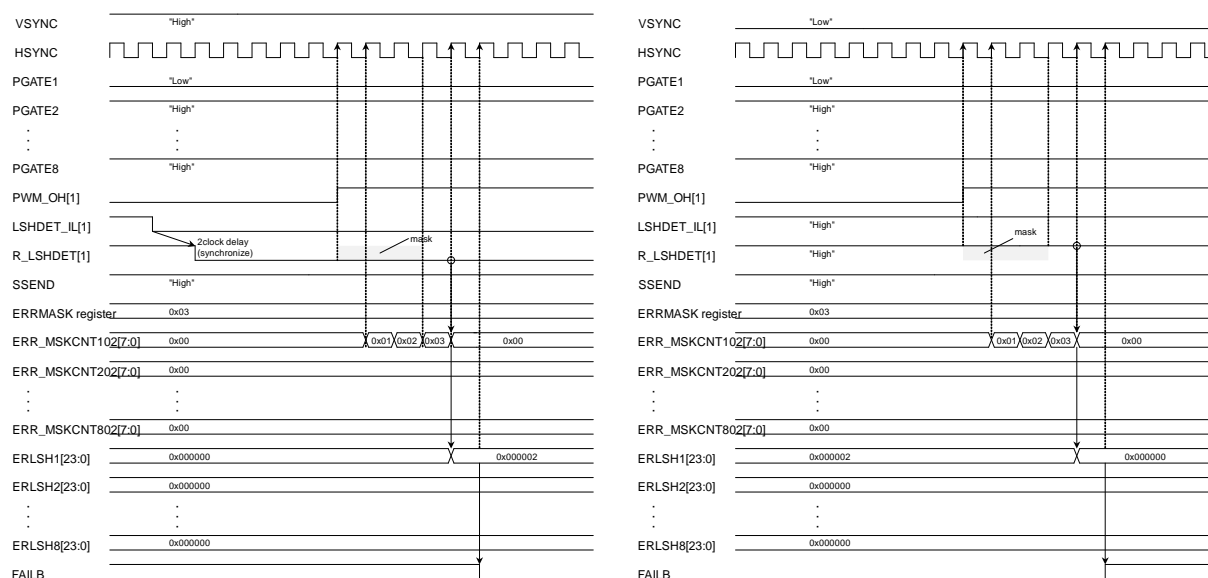 VSYNC "High"
HSYNC
PGATE1 "Low"
PGATE2 "High"
PGATE8 "High"
PWM_OH[1]
LSHDET_IL[1]
2clock delay
(synchronize)
mask
R_LSHDET[1]
SSEND "High"
ERRMASK register 0x03
ERR_MSKCNT102[7:0] 0x00 0x01 0x02 0x03 0x00
ERR_MSKCNT202[7:0] 0x00
ERR_MSKCNT802[7:0] 0x00
ERLSH1[23:0] 0x000000 0x000002
ERLSH2[23:0] 0x000000
ERLSH8[23:0] 0x000000
FAILB
VSYNC "Low"
HSYNC
PGATE1 "Low"
PGATE2 "High"
PGATE8 "High"
PWM_OH[1]
LSHDET_IL[1] "High"
mask
R_LSHDET[1] "High"
SSEND "High"
ERRMASK register 0x03
ERR_MSKCNT102[7:0] 0x00 0x01 0x02 0x03 0x00
ERR_MSKCNT202[7:0] 0x00
ERR_MSKCNT802[7:0] 0x00
ERLSH1[23:0] 0x000002 0x000000
ERLSH2[23:0] 0x000000
ERLSH8[23:0] 0x000000
FAILB